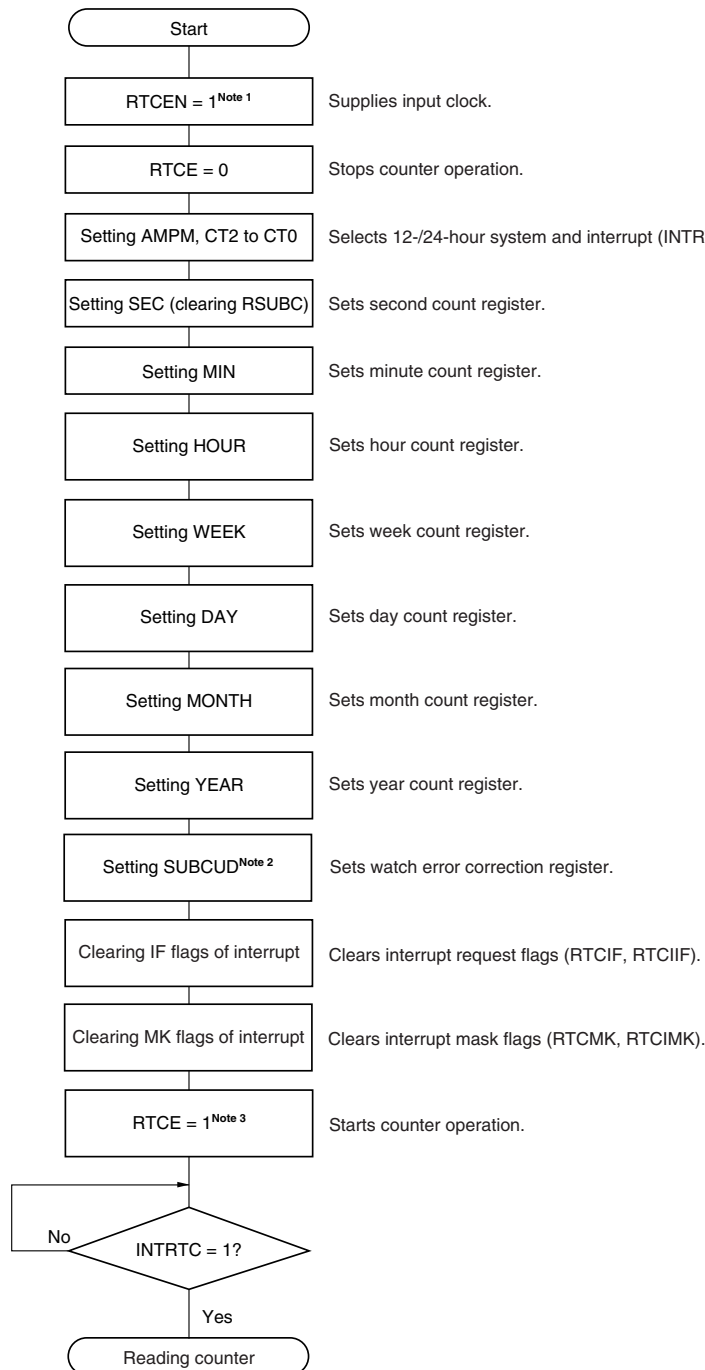 Start
RTCEN = 1Note 1 Supplies input clock.
RTCE = 0 Stops counter operation.
Setting AMPM, CT2 to CT0 Selects 12-/24-hour system and interrupt (INTR
Setting SEC (clearing RSUBC) Sets second count register.
Setting MIN Sets minute count register.
Setting HOUR Sets hour count register.
Setting WEEK Sets week count register.
Setting DAY Sets day count register.
Setting MONTH Sets month count register.
Setting YEAR Sets year count register.
Setting SUBCUDNote 2 Sets watch error correction register.
Clearing IF flags of interrupt Clears interrupt request flags (RTCIF, RTCIIF).
Clearing MK flags of interrupt Clears interrupt mask flags (RTCMK, RTCIMK).
RTCE = 1Note 3 Starts counter operation.
No
INTRTC = 1?
Yes
Reading counter